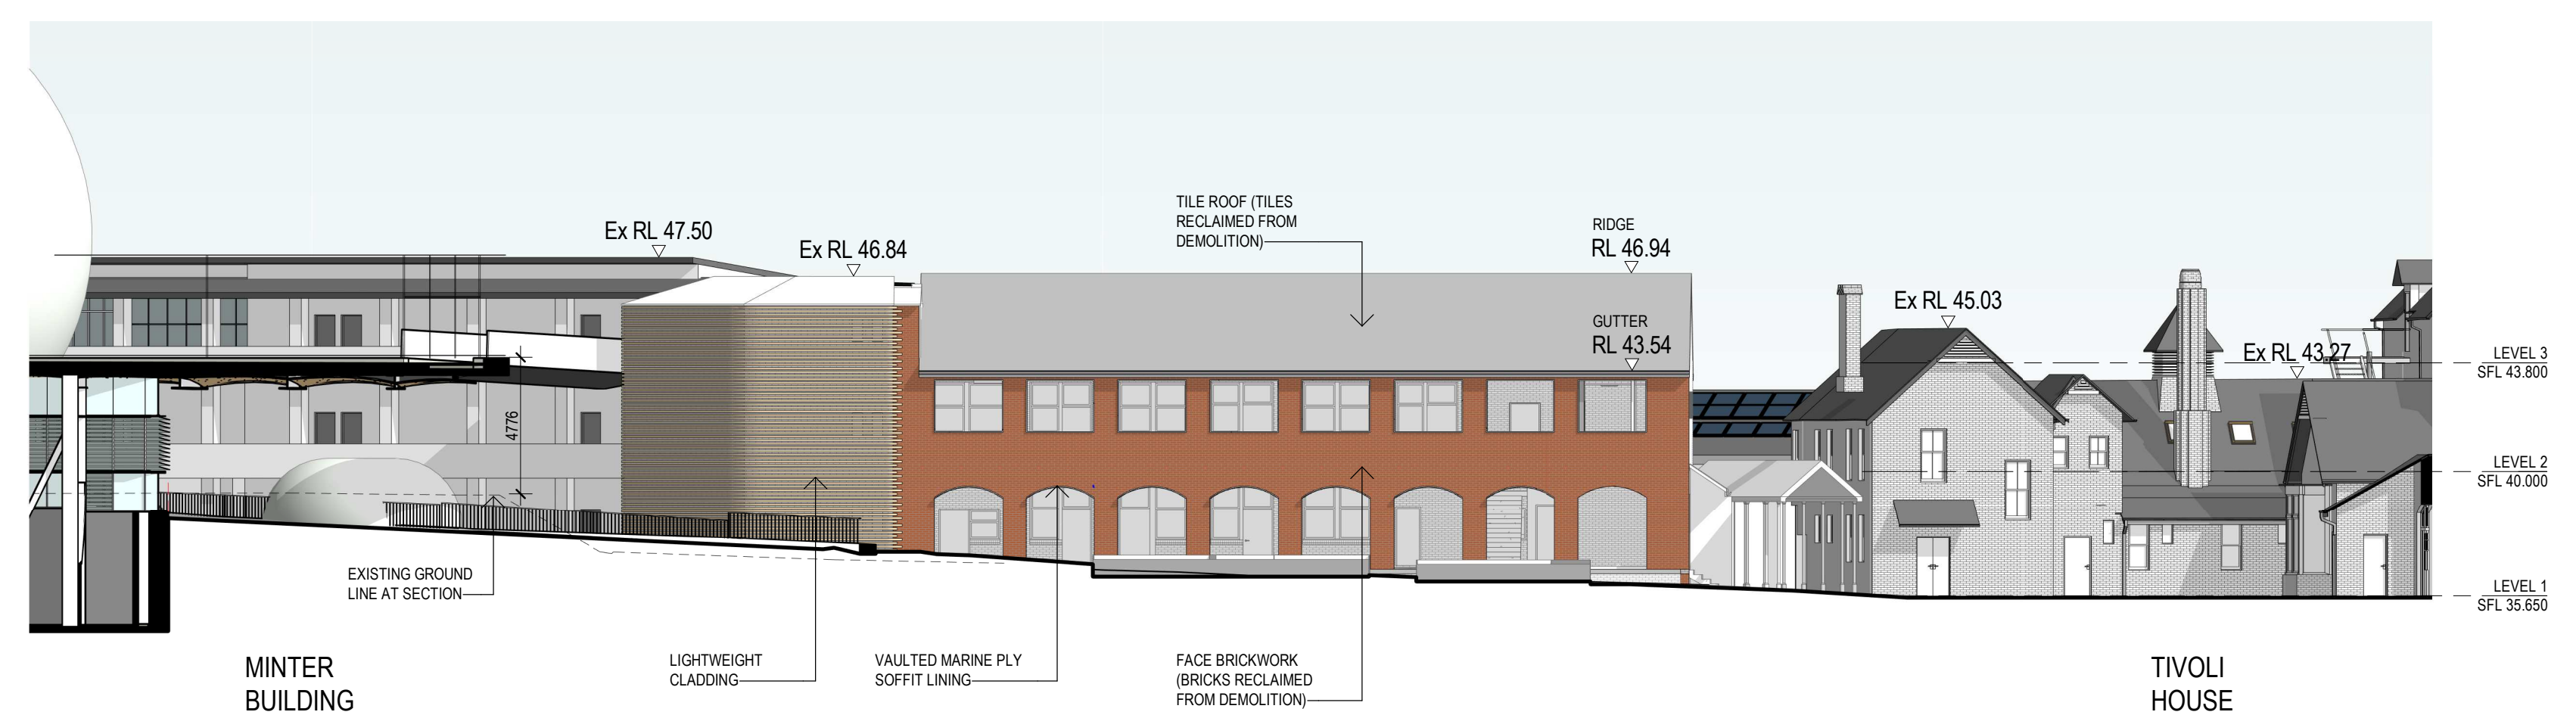 TILE ROOF (TILES
RECLAIMED FROM
DEMOLITION)
Ex RL 47.50
Ex RL 46.84
RIDGE
RL 46.94
GUTTER
RL 43.54
Ex RL 45.03
Ex RL 43.27
LEVEL 3
SFL 43.800
LEVEL 2
SFL 40.000
LEVEL 1
SFL 35.650
4776
EXISTING GROUND
LINE AT SECTION
LIGHTWEIGHT
CLADDING
VAULTED MARINE PLY
SOFFIT LINING
FACE BRICKWORK
(BRICKS RECLAIMED
FROM DEMOLITION)
MINTER
BUILDING
TIVOLI
HOUSE